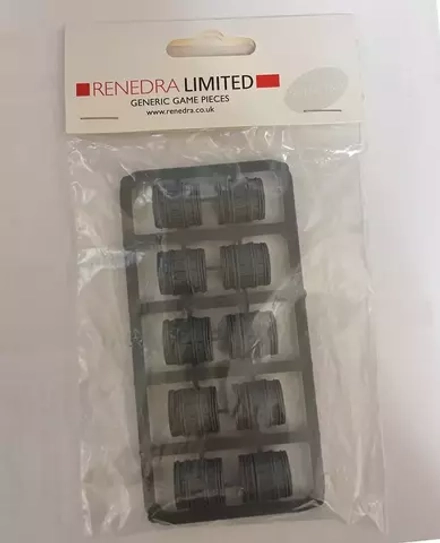 RENEDRA LIMITED
GENERIC GAME PIECES
www.renedra.co.uk